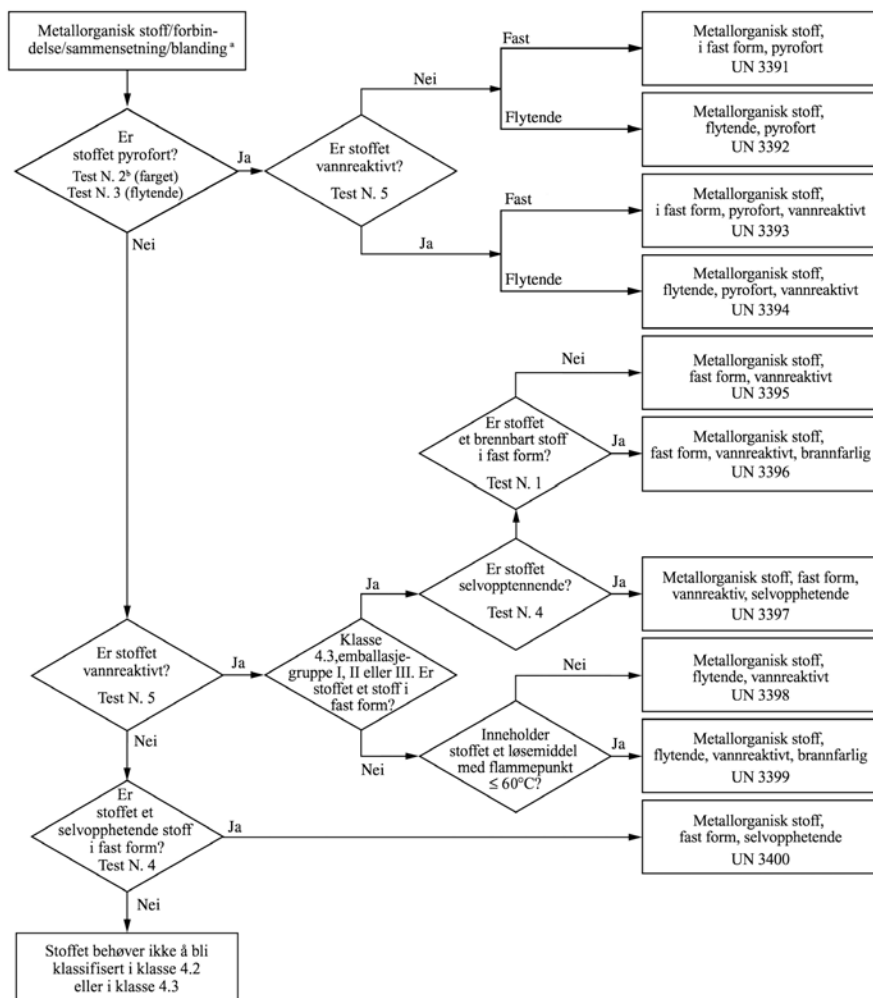 Metallorganisk stoff/forbin-
delse/sammensetning/blanding a
Er
stoffet pyrofort?
Test N. 2b (farget)
Test N. 3 (flytende)
Ja
Nei
Er stoffet
vannreaktivt?
Test N. 5
Nei
Ja
Fast
Flytende
Fast
Flytende
Metallorganisk stoff,
i fast form, pyrofort
UN 3391
Metallorganisk stoff,
flytende, pyrofort
UN 3392
Metallorganisk stoff,
i fast form, pyrofort, vannreaktivt
UN 3393
Metallorganisk stoff,
flytende, pyrofort, vannreaktivt
UN 3394
Nei
Metallorganisk stoff,
fast form, vannreaktivt
UN 3395
Er stoffet
et brennbart stoff
i fast form?
Test N. 1
Ja
Metallorganisk stoff,
fast form, vannreaktivt, brannfarlig
UN 3396
Er stoffet
selvopptennende?
Test N. 4
Ja
Metallorganisk stoff, fast form,
vannreaktiv, selvopphetende
UN 3397
Er stoffet
vannreaktivt?
Test N. 5
Ja
Nei
Klasse
4.3,emballasje-
gruppe I, II eller III. Er
stoffet et stoff i
fast form?
Ja
Nei
Nei
Metallorganisk stoff,
flytende, vannreaktivt
UN 3398
Inneholder
stoffet et løsemiddel
med flammepunkt
≤ 60°C?
Ja
Metallorganisk stoff,
flytende, vannreaktivt, brannfarlig
UN 3399
Er
stoffet et
selvopphetende stoff
i fast form?
Test N. 4
Ja
Metallorganisk stoff,
fast form, selvopphetende
UN 3400
Nei
Stoffet behøver ikke å bli
klassifisert i klasse 4.2
eller i klasse 4.3